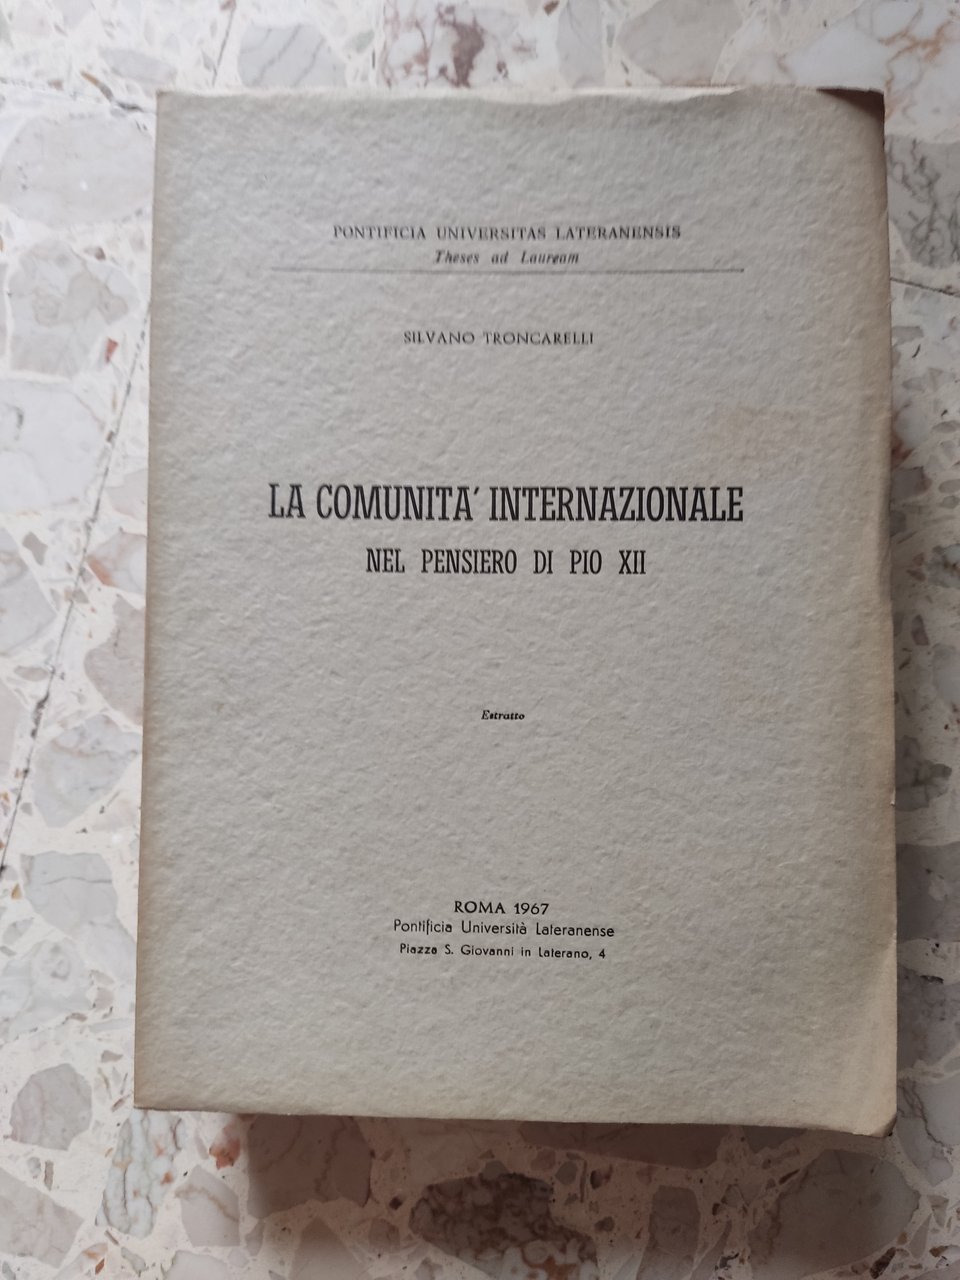 PONTIFICIA UNIVERSITAS LATERANENSIS
Theses ad Lauream
SILVANO TRONCARELLI
LA COMUNITA' INTERNAZIONALE
NEL PENSIERO DI PIO XII
Estratto
ROMA 1967
Pontificia Università Lateranense
Piazza S. Giovanni in Laterano, 4